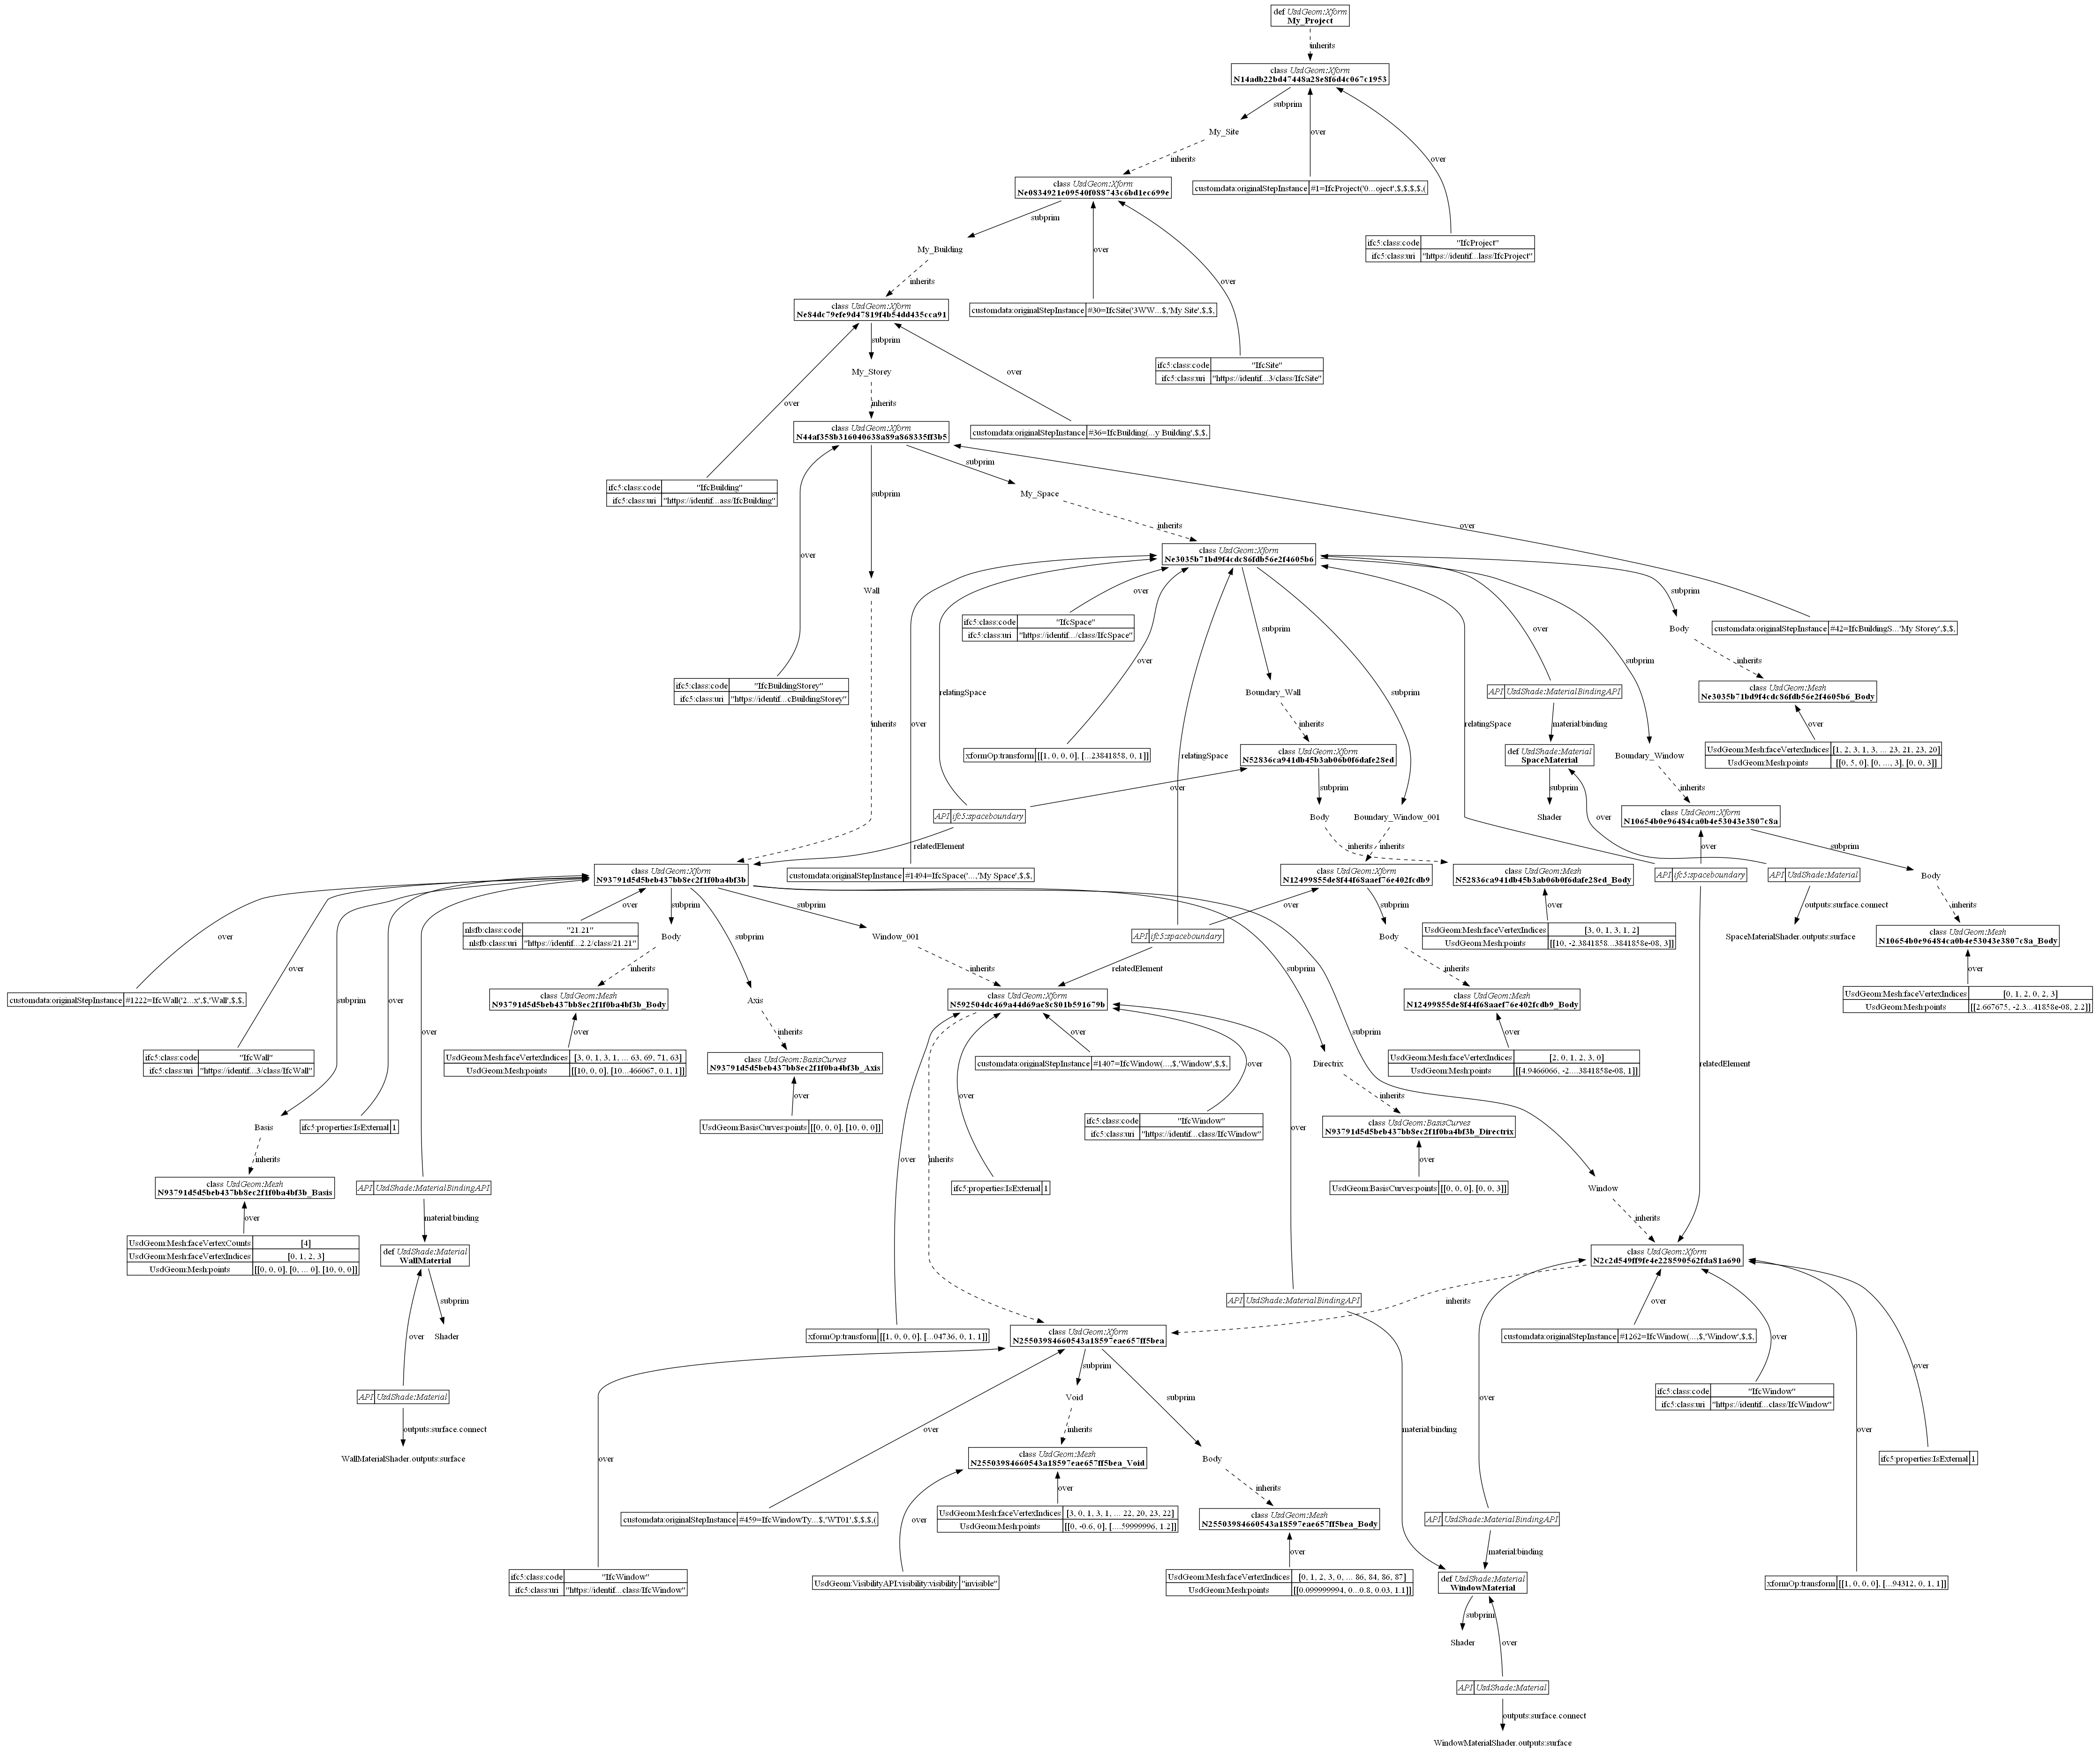 def UsdGeom:Xform
My_Project
inherits
class UsdGeom:Xform
N14adb22bd47448a28e8f6d4c067c1953
subprim
over
over
My_Site
inherits
class UsdGeom:Xform
Ne0834921e09540f088743c6bd1ec699e
customdata:originalStepInstance #1=IfcProject('0...oject',$,$,$,$,(
subprim
over
over
ifc5:class:code "IfcProject"
ifc5:class:uri "https://identif...lass/IfcProject"
My_Building
inherits
class UsdGeom:Xform
Ne84dc79efe9d47819f4b54dd435cca91
customdata:originalStepInstance #30=IfcSite('3WW...$,'My Site',$,$,
subprim
over
over
ifc5:class:code "IfcSite"
ifc5:class:uri "https://identif...3/class/IfcSite"
My_Storey
inherits
class UsdGeom:Xform
N44af358b316040638a89a868335ff3b5
customdata:originalStepInstance #36=IfcBuilding(...y Building',$,$,
subprim
subprim
over
over
ifc5:class:code "IfcBuilding"
ifc5:class:uri "https://identif...ass/IfcBuilding"
My_Space
inherits
class UsdGeom:Xform
Ne3035b71bd9f4cdc86fdb56e2f4605b6
Wall
over
over
subprim
subprim
over
subprim
subprim
relatingSpace
relatingSpace
relatingSpace
over
ifc5:class:code "IfcSpace"
ifc5:class:uri "https://identif.../class/IfcSpace"
Body
customdata:originalStepInstance #42=IfcBuildingS...'My Storey',$,$,
inherits
ifc5:class:code "IfcBuildingStorey"
ifc5:class:uri "https://identif...cBuildingStorey"
inherits
Boundary_Wall
inherits
API UsdShade:MaterialBindingAPI
class UsdGeom:Mesh
Ne3035b71bd9f4cdc86fdb56e2f4605b6_Body
material:binding
over
xformOp:transform [[1, 0, 0, 0], [...23841858, 0, 1]]
class UsdGeom:Xform
N52836ca941db45b3ab06b0f6dafe28ed
def UsdShade:Material
SpaceMaterial
Boundary_Window
UsdGeom:Mesh:faceVertexIndices [1, 2, 3, 1, 3, ... 23, 21, 23, 20]
UsdGeom:Mesh:points [[0, 5, 0], [0, ..., 3], [0, 0, 3]]
over
subprim
subprim
inherits
API ifc5:spaceboundary
Body
Boundary_Window_001
Shader
over
class UsdGeom:Xform
N10654b0e96484ca0b4e53043e3807c8a
relatedElement
inherits
inherits
over
subprim
class UsdGeom:Xform
N93791d5d5beb437bb8ec2f1f0ba4bf3b
customdata:originalStepInstance #1494=IfcSpace('...,'My Space',$,$,
class UsdGeom:Xform
N12499855de8f44f68aaef76e402fcdb9
class UsdGeom:Mesh
N52836ca941db45b3ab06b0f6dafe28ed_Body
API ifc5:spaceboundary
API UsdShade:Material
Body
over
over
subprim
over
over
over
subprim
subprim
subprim
subprim
subprim
over
subprim
over
outputs:surface.connect
inherits
nlsfb:class:code "21.21"
nlsfb:class:uri "https://identif...2.2/class/21.21"
Body
Window_001
API ifc5:spaceboundary
Body
UsdGeom:Mesh:faceVertexIndices [3, 0, 1, 3, 1, 2]
UsdGeom:Mesh:points [[10, -2.3841858...3841858e-08, 3]]
SpaceMaterialShader.outputs:surface
class UsdGeom:Mesh
N10654b0e96484ca0b4e53043e3807c8a_Body
inherits
inherits
relatedElement
inherits
over
customdata:originalStepInstance #1222=IfcWall('2...x',$,'Wall',$,$,
class UsdGeom:Mesh
N93791d5d5beb437bb8ec2f1f0ba4bf3b_Body
Axis
class UsdGeom:Xform
N592504dc469a44d69ae8c801b591679b
class UsdGeom:Mesh
N12499855de8f44f68aaef76e402fcdb9_Body
UsdGeom:Mesh:faceVertexIndices [0, 1, 2, 0, 2, 3]
UsdGeom:Mesh:points [[2.667675, -2.3...41858e-08, 2.2]]
over
inherits
over
over
over
over
over
inherits
over
relatedElement
ifc5:class:code "IfcWall"
ifc5:class:uri "https://identif...3/class/IfcWall"
UsdGeom:Mesh:faceVertexIndices [3, 0, 1, 3, 1, ... 63, 69, 71, 63]
UsdGeom:Mesh:points [[10, 0, 0], [10...466067, 0.1, 1]]
class UsdGeom:BasisCurves
N93791d5d5beb437bb8ec2f1f0ba4bf3b_Axis
customdata:originalStepInstance #1407=IfcWindow(...,$,'Window',$,$,
Directrix
UsdGeom:Mesh:faceVertexIndices [2, 0, 1, 2, 3, 0]
UsdGeom:Mesh:points [[4.9466066, -2....3841858e-08, 1]]
over
inherits
Basis
ifc5:properties:IsExternal 1
UsdGeom:BasisCurves:points [[0, 0, 0], [10, 0, 0]]
ifc5:class:code "IfcWindow"
ifc5:class:uri "https://identif...class/IfcWindow"
class UsdGeom:BasisCurves
N93791d5d5beb437bb8ec2f1f0ba4bf3b_Directrix
inherits
over
class UsdGeom:Mesh
N93791d5d5beb437bb8ec2f1f0ba4bf3b_Basis
API UsdShade:MaterialBindingAPI
ifc5:properties:IsExternal 1
UsdGeom:BasisCurves:points [[0, 0, 0], [0, 0, 3]]
Window
over
material:binding
inherits
UsdGeom:Mesh:faceVertexCounts [4]
UsdGeom:Mesh:faceVertexIndices [0, 1, 2, 3]
UsdGeom:Mesh:points [[0, 0, 0], [0, ... 0], [10, 0, 0]]
def UsdShade:Material
WallMaterial
class UsdGeom:Xform
N2c2d549ff9fe4e228590562fda81a690
over
subprim
API UsdShade:MaterialBindingAPI
inherits
over
over
over
over
over
Shader
xformOp:transform [[1, 0, 0, 0], [...04736, 0, 1, 1]]
class UsdGeom:Xform
N25503984660543a18597eae657ff5bea
customdata:originalStepInstance #1262=IfcWindow(...,$,'Window',$,$,
subprim
subprim
API UsdShade:Material
Void
ifc5:class:code "IfcWindow"
ifc5:class:uri "https://identif...class/IfcWindow"
outputs:surface.connect
over
over
inherits
material:binding
WallMaterialShader.outputs:surface
class UsdGeom:Mesh
N25503984660543a18597eae657ff5bea_Void
Body
ifc5:properties:IsExternal 1
over
over
inherits
customdata:originalStepInstance #459=IfcWindowTy...$,'WT01',$,$,$,(
UsdGeom:Mesh:faceVertexIndices [3, 0, 1, 3, 1, ... 22, 20, 23, 22]
UsdGeom:Mesh:points [[0, -0.6, 0], [....59999996, 1.2]]
class UsdGeom:Mesh
N25503984660543a18597eae657ff5bea_Body
API UsdShade:MaterialBindingAPI
over
material:binding
ifc5:class:code "IfcWindow"
ifc5:class:uri "https://identif...class/IfcWindow"
UsdGeom:VisibilityAPI:visibility:visibility "invisible"
UsdGeom:Mesh:faceVertexIndices [0, 1, 2, 3, 0, ... 86, 84, 86, 87]
UsdGeom:Mesh:points [[0.099999994, 0...0.8, 0.03, 1.1]]
def UsdShade:Material
WindowMaterial
xformOp:transform [[1, 0, 0, 0], [...94312, 0, 1, 1]]
subprim
over
Shader
API UsdShade:Material
outputs:surface.connect
WindowMaterialShader.outputs:surface